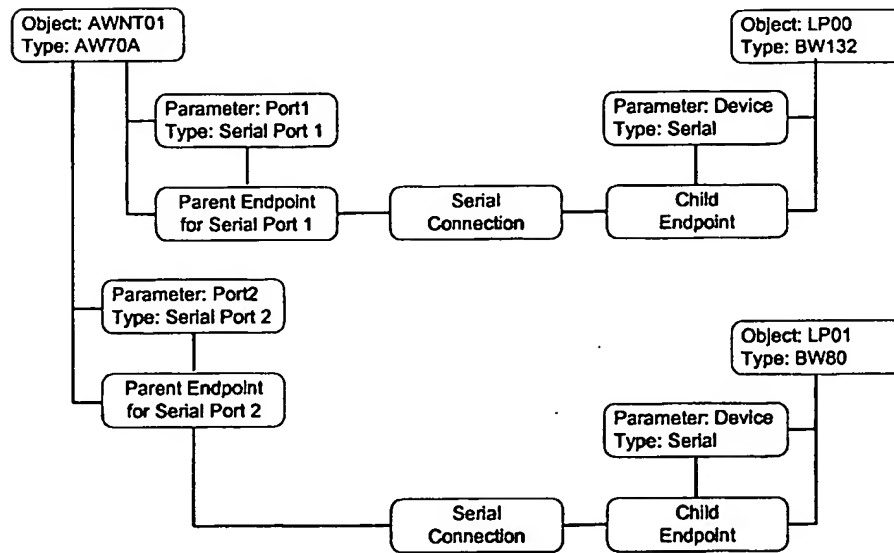 Object: AWNT01
Type: AW70A
Object: LP00
Type: BW132
Parameter: Port1
Type: Serial Port 1
Parameter: Device
Type: Serial
Parent Endpoint
for Serial Port 1
Serial
Connection
Child
Endpoint
Parameter: Port2
Type: Serial Port 2
Object: LP01
Type: BW80
Parent Endpoint
for Serial Port 2
Parameter: Device
Type: Serial
Serial
Connection
Child
Endpoint